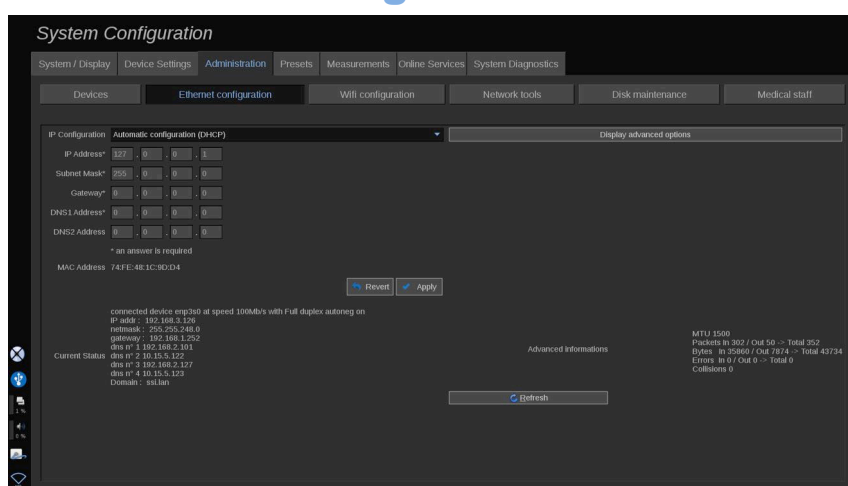 System Configuration
System / Display Device Settings Administration Presets Measurements Online Services System Diagnostics
Devices Ethernet configuration Wifi configuration Network tools Disk maintenance Medical staff
IP Configuration Automatic configuration (DHCP) Display advanced options
IP Address* 127 . 0 . 0 . 1
Subnet Mask* 255 . 0 . 0 . 0
Gateway* 0 . 0 . 0 . 0
DNS1 Address* 0 . 0 . 0 . 0
DNS2 Address 0 . 0 . 0 . 0
* an answer is required
MAC Address 74:FE:48:1C:9D:D4
Revert Apply
connected device enp3s0 at speed 100Mb/s with Full duplex autoneg on
IP addr : 192.168.3.126
netmask : 255.255.248.0
gateway : 192.168.1.252
dns n° 1 192.168.2.101
Current Status dns n° 2 10.15.5.122
dns n° 3 192.168.2.127
dns n° 4 10.15.5.123
Domain : ssi.lan
Advanced Informations
MTU 1500
Packets In 302 / Out 50 -> Total 352
Bytes In 35860 / Out 7874 -> Total 43734
Errors In 0 / Out 0 -> Total 0
Collisions 0
Refresh
1 %
0 %